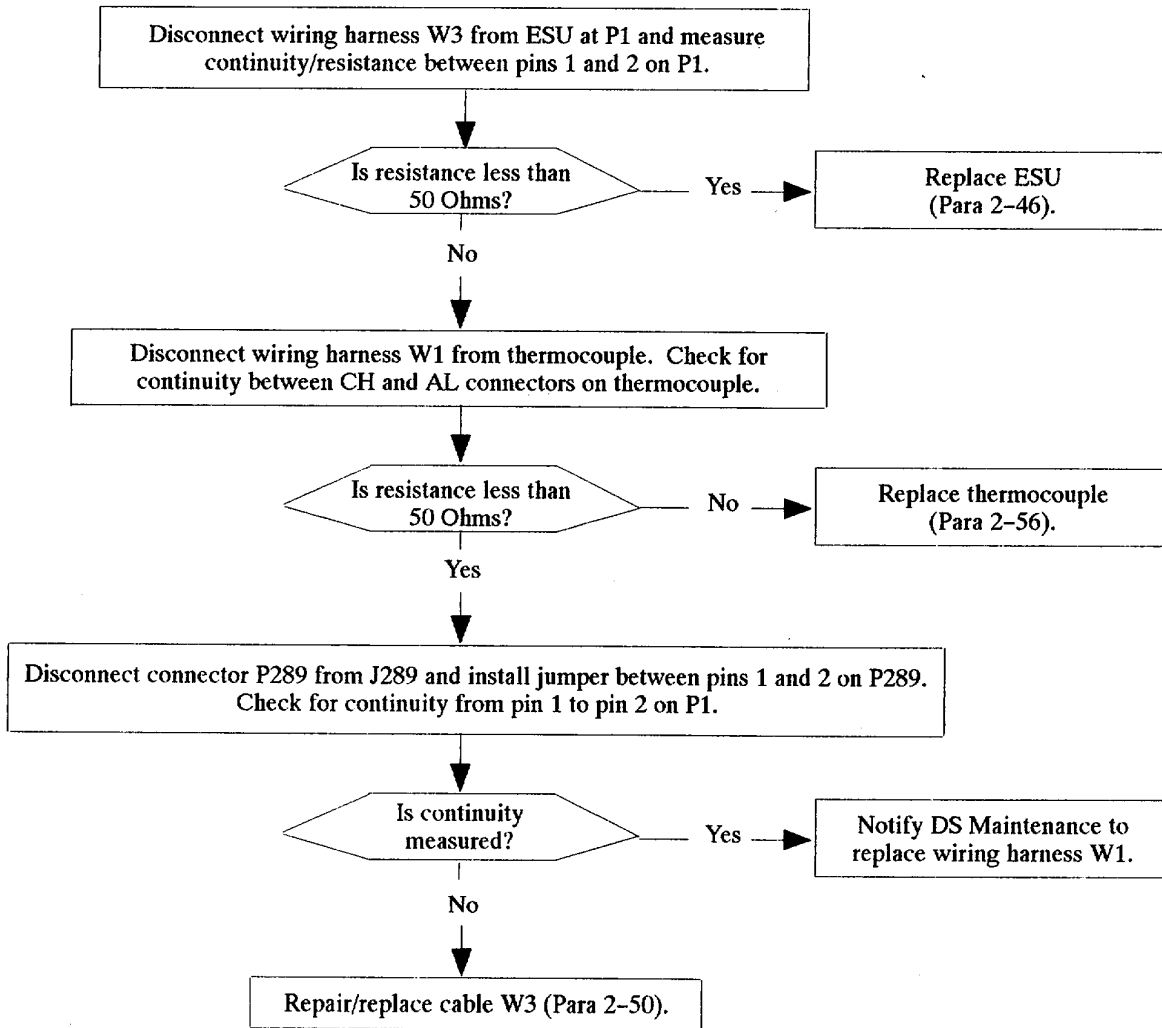 Disconnect wiring harness W3 from ESU at P1 and measure
continuity/resistance between pins 1 and 2 on P1.
Is resistance less than
50 Ohms?
Yes
Replace ESU
(Para 2–46).
No
Disconnect wiring harness W1 from thermocouple. Check for
continuity between CH and AL connectors on thermocouple.
Is resistance less than
50 Ohms?
No
Replace thermocouple
(Para 2–56).
Yes
Disconnect connector P289 from J289 and install jumper between pins 1 and 2 on P289.
Check for continuity from pin 1 to pin 2 on P1.
Is continuity
measured?
Yes
Notify DS Maintenance to
replace wiring harness W1.
No
Repair/replace cable W3 (Para 2–50).